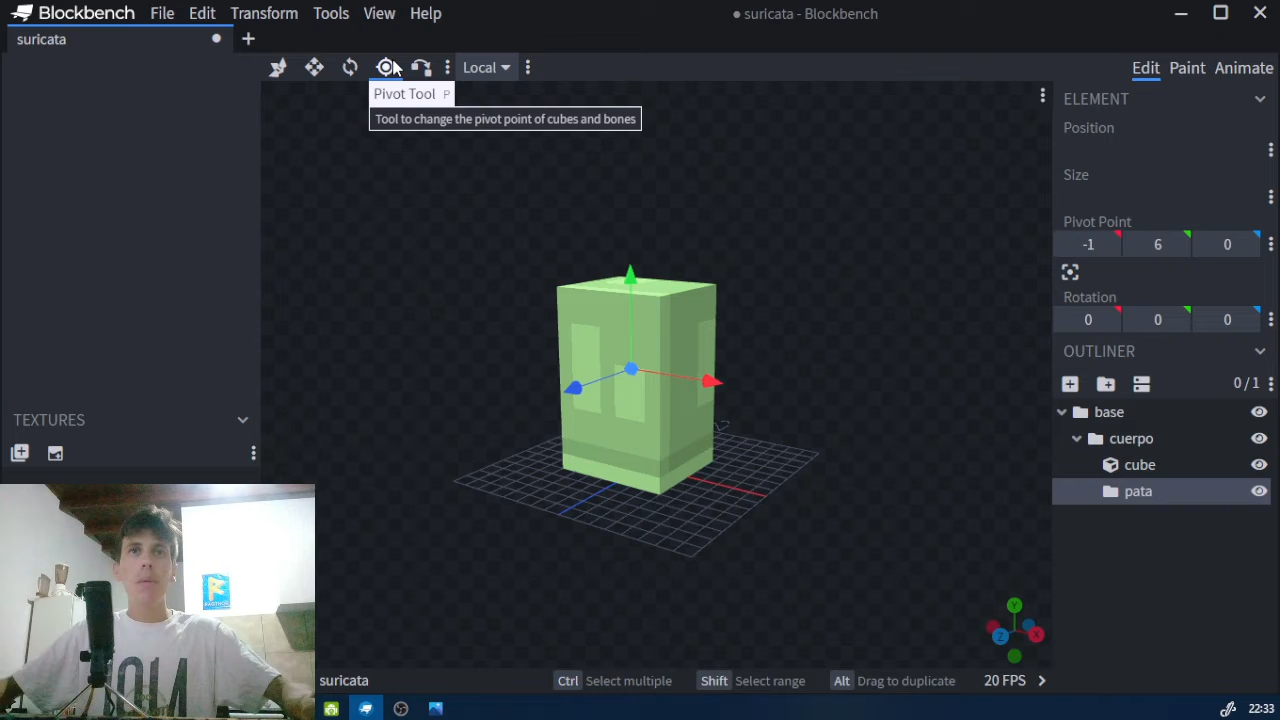 Blockbench File Edit Transform Tools View Help
suricata - Blockbench
suricata
Local
Edit Paint Animate
Pivot Tool P
Tool to change the pivot point of cubes and bones
ELEMENT
Position
Size
Pivot Point
-1 6 0
Rotation
0 0 0
OUTLINER
0/1
base
cuerpo
cube
pata
TEXTURES
Y
Z X
suricata
Ctrl Select multiple Shift Select range Alt Drag to duplicate 20 FPS
22:33